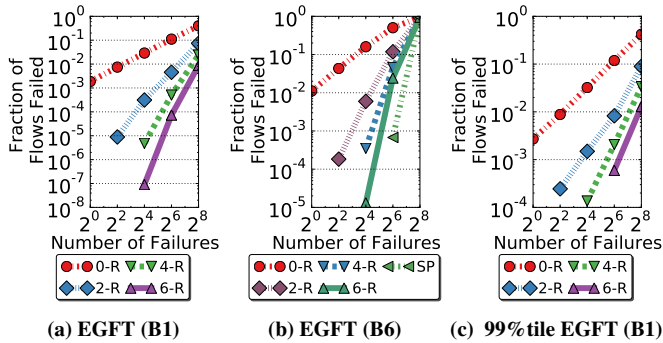 Fraction of
Flows Failed
10^0
10^-1
10^-2
10^-3
10^-4
10^-5
10^-6
10^-7
10^-8
2^0 2^2 2^4 2^6 2^8
Number of Failures
0-R 4-R
2-R 6-R
(a) EGFT (B1)
Fraction of
Flows Failed
10^0
10^-1
10^-2
10^-3
10^-4
10^-5
2^0 2^2 2^4 2^6 2^8
Number of Failures
0-R 4-R SP
2-R 6-R
(b) EGFT (B6)
Fraction of
Flows Failed
10^0
10^-1
10^-2
10^-3
10^-4
2^0 2^2 2^4 2^6 2^8
Number of Failures
0-R 4-R
2-R 6-R
(c) 99%tile EGFT (B1)